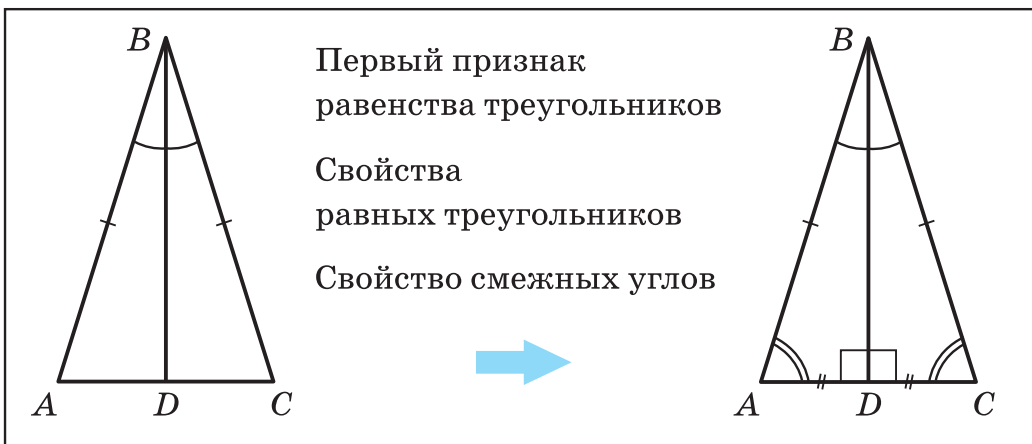 B
Первый признак
равенства треугольников
Свойства
равных треугольников
Свойство смежных углов
A D C
B
A D C